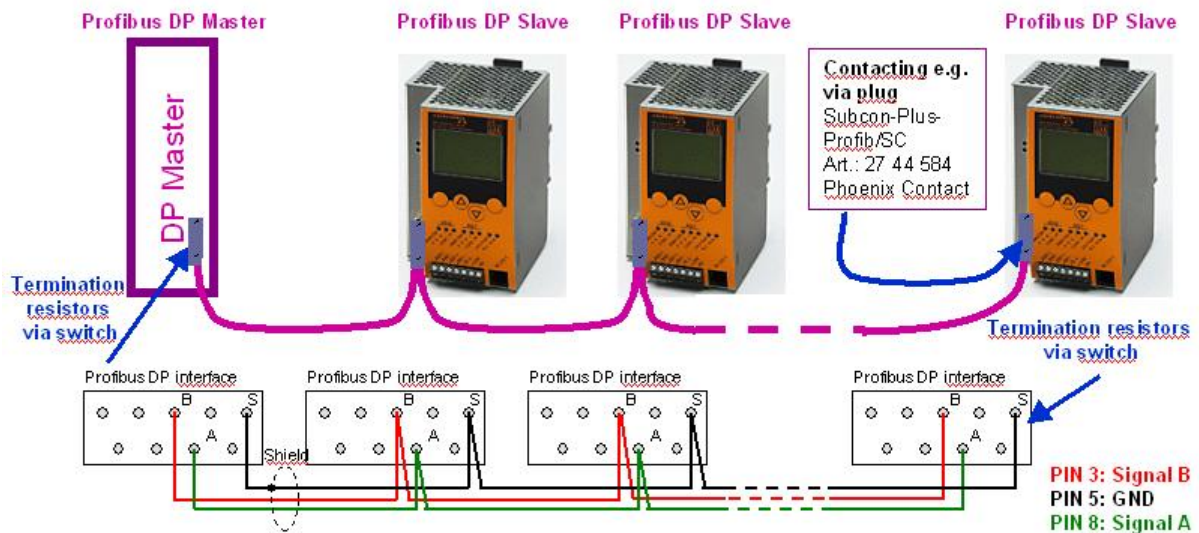 Profibus DP Master
Profibus DP Slave
Profibus DP Slave
Profibus DP Slave
DP Master
Contacting e.g.
via plug
Subcon-Plus-
Profib/SC
Art.: 27 44 584
Phoenix Contact
Termination
resistors
via switch
Termination resistors
via switch
Profibus DP interface
Profibus DP interface
Profibus DP interface
Profibus DP interface
B
S
A
B
S
A
B
S
A
B
S
A
Shield
PIN 3: Signal B
PIN 5: GND
PIN 8: Signal A